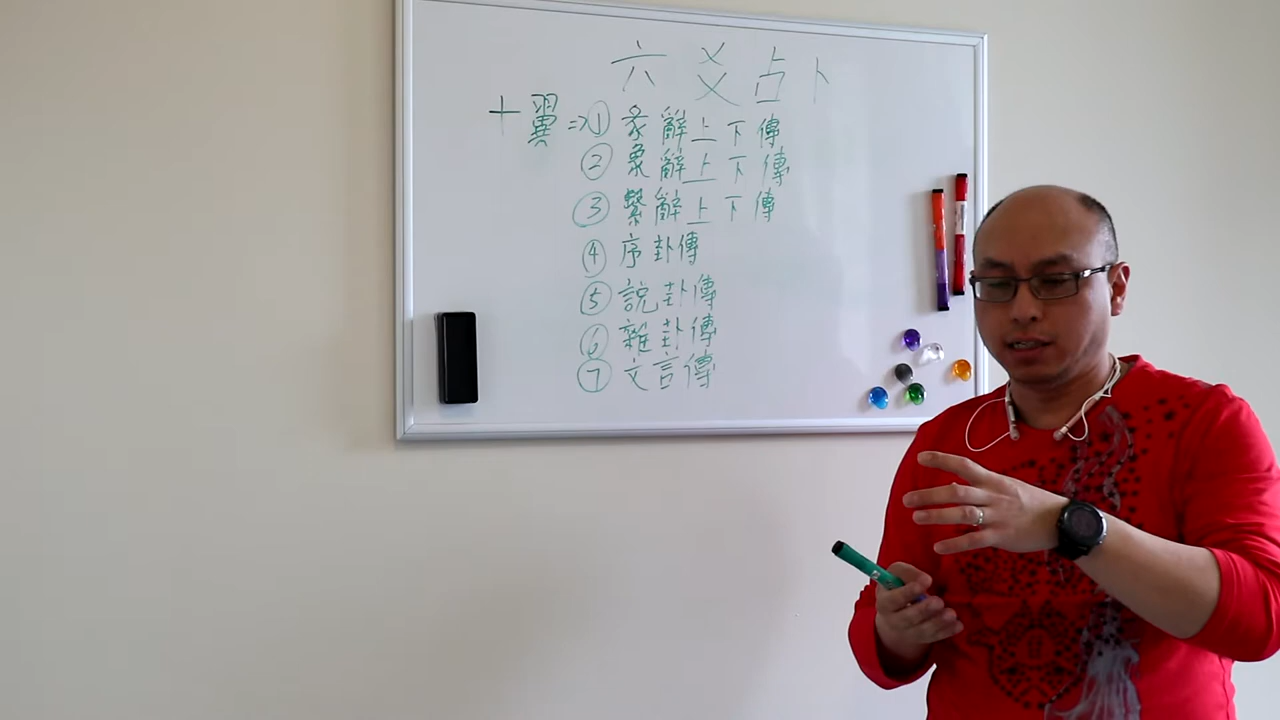 六爻占卜
十翼 => ① 彖辭上下傳
② 象辭上下傳
③ 繫辭上下傳
④ 序卦傳
⑤ 說卦傳
⑥ 雜卦傳
⑦ 文言傳